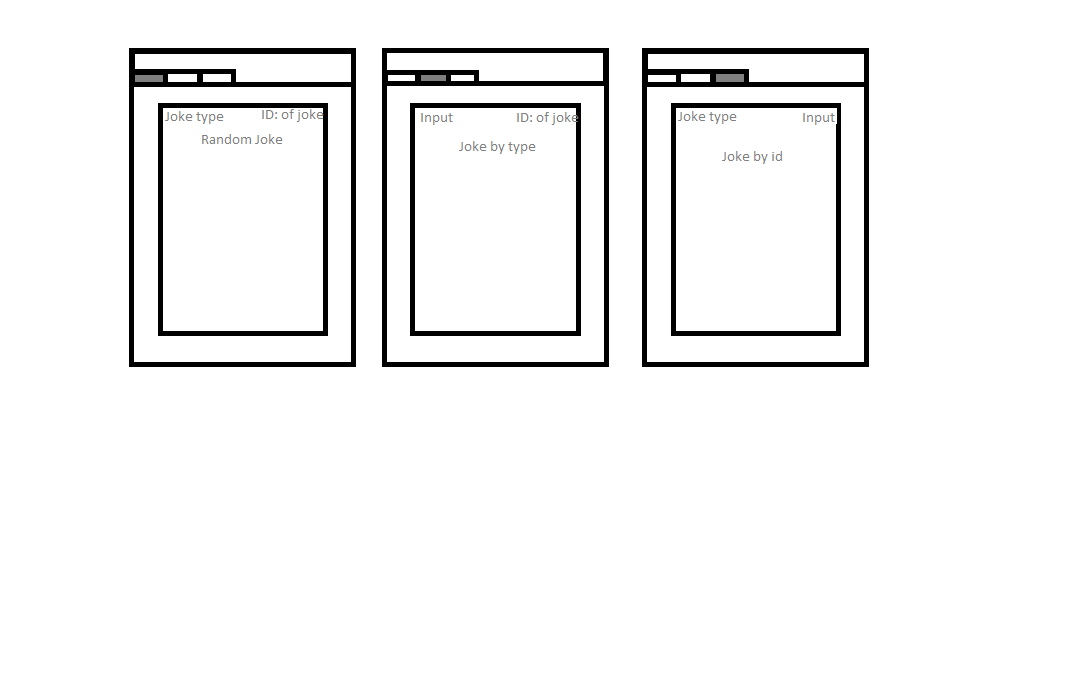 Joke type ID: of joke
Random Joke
Input ID: of joke
Joke by type
Joke type Input
Joke by id